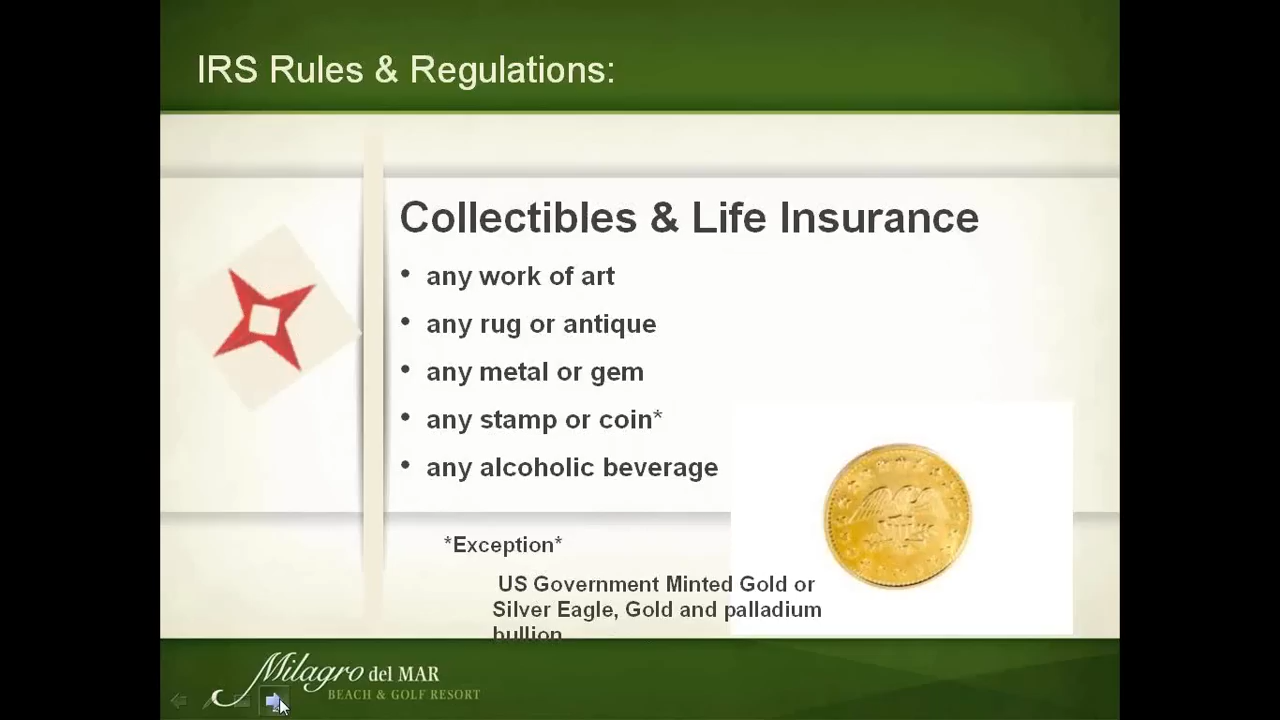 IRS Rules & Regulations:
Collectibles & Life Insurance
• any work of art
• any rug or antique
• any metal or gem
• any stamp or coin*
• any alcoholic beverage
*Exception*
US Government Minted Gold or
Silver Eagle, Gold and palladium
bullion
Milagro del MAR
BEACH & GOLF RESORT